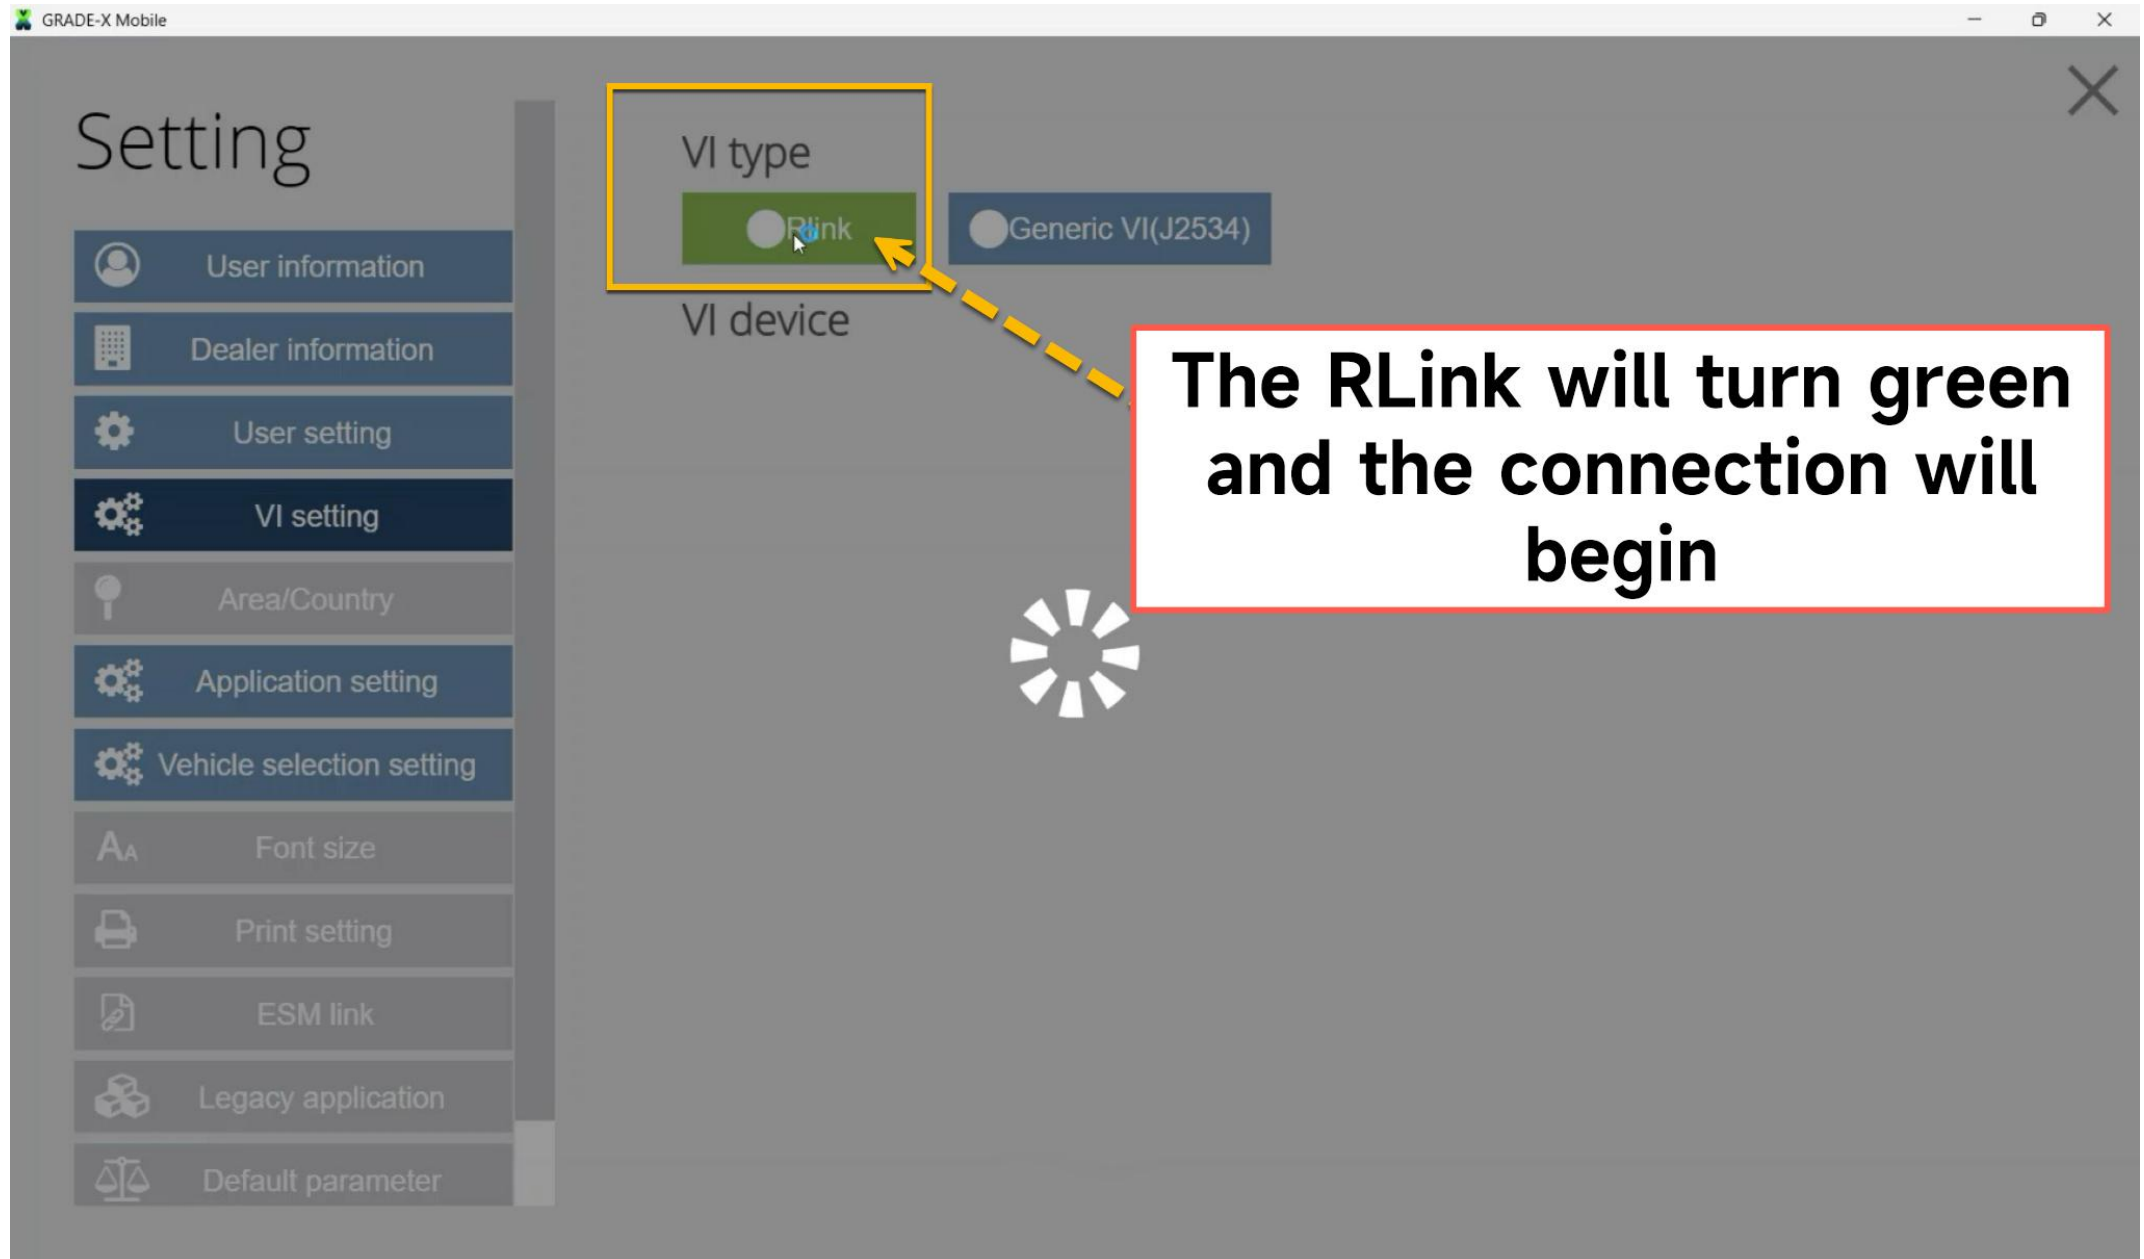 GRADE-X Mobile
Setting
User information
Dealer information
User setting
VI setting
Area/Country
Application setting
Vehicle selection setting
Font size
Print setting
ESM link
Legacy application
Default parameter
VI type
Rlink
Generic VI(J2534)
VI device
The RLink will turn green
and the connection will
begin